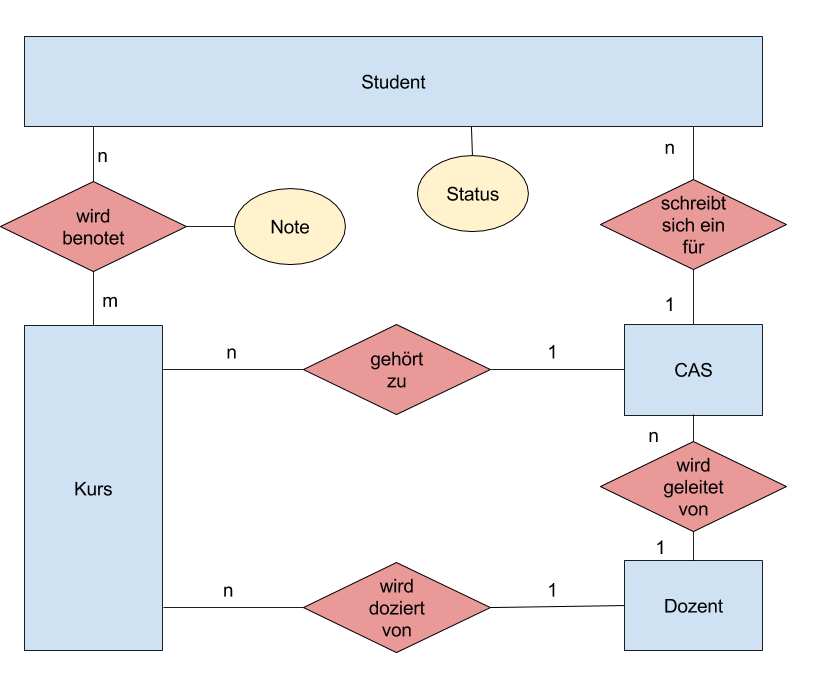 Student
n
n
wird
benotet
Note
Status
schreibt
sich ein
für
m
1
n
gehört
zu
1
CAS
n
Kurs
wird
geleitet
von
1
n
wird
doziert
von
1
Dozent